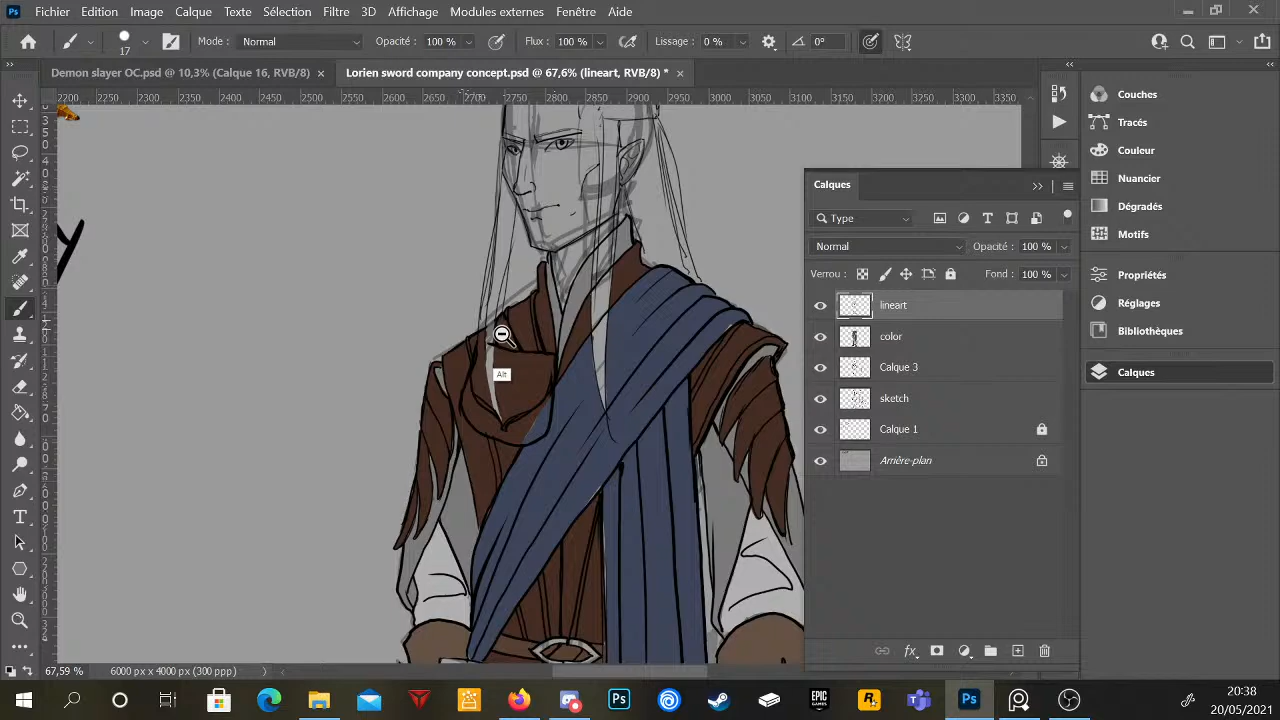 Fichier Edition Image Calque Texte Sélection Filtre 3D Affichage Modules externes Fenêtre Aide
17 Mode: Normal Opacité: 100 % Flux: 100 % Lissage: 0 % 0°
Demon slayer OC.psd @ 10,3% (Calque 16, RVB/8) × Lorien sword company concept.psd @ 67,6% (lineart, RVB/8) * ×
2200 2250 2300 2350 2400 2450 2500 2550 2600 2650 2700 2750 2800 2850 2900 2950 3000 3050 3100 3150 3200 3250 3300 3350
Couches
Tracés
Couleur
Nuancier
Dégradés
Motifs
Propriétés
Réglages
Bibliothèques
Calques
Calques
Type
Normal Opacité: 100 %
Verrou: Fond: 100 %
lineart
color
Calque 3
sketch
Calque 1
Arrière-plan
fx
Alt
67,59 % 6000 px x 4000 px (300 ppp)
Ps
EPIC GAMES
20:38
20/05/2021